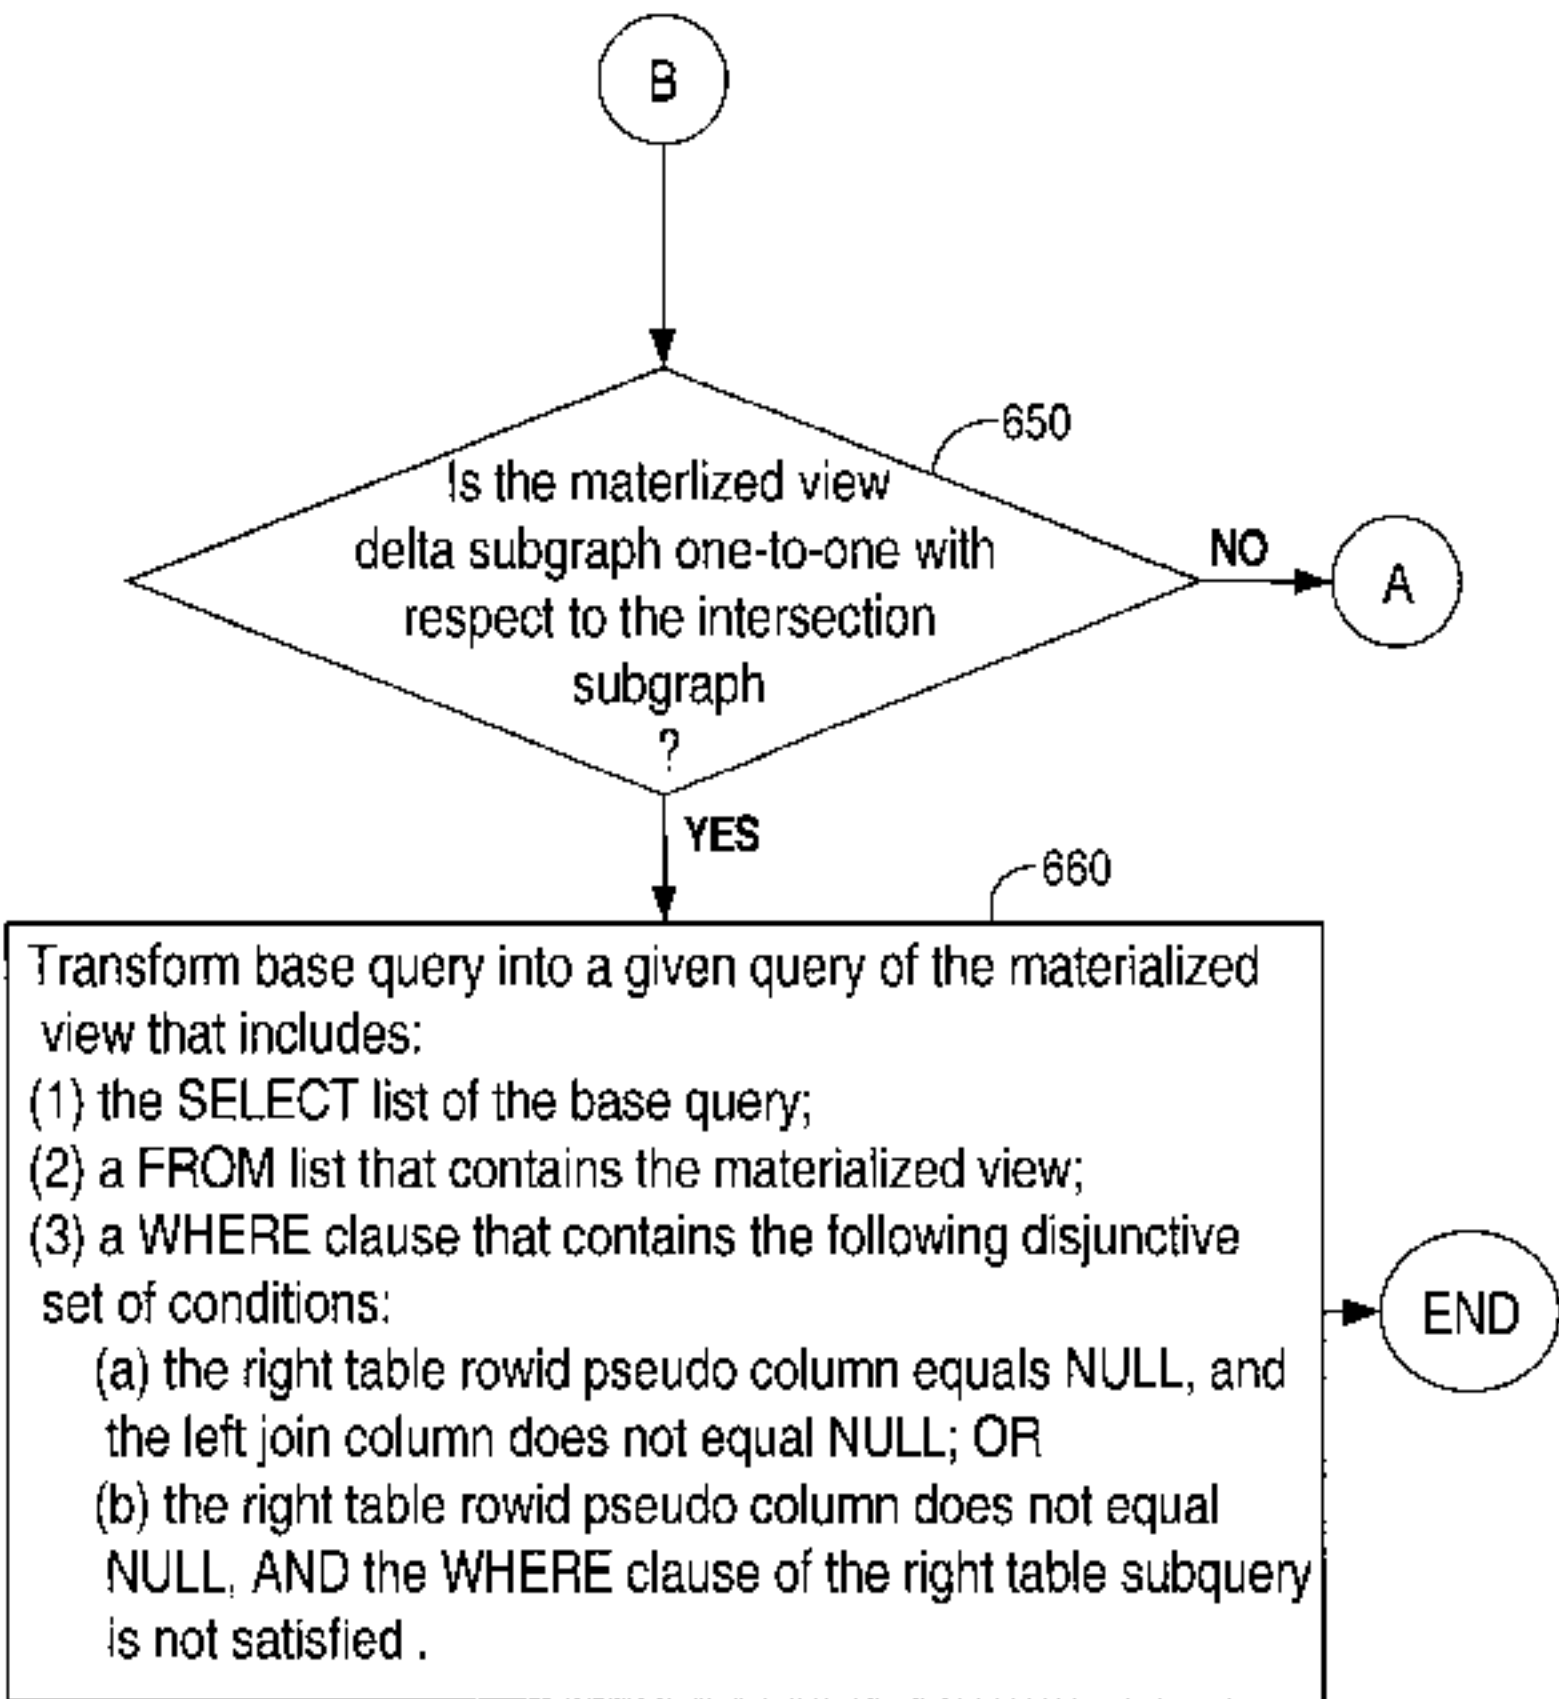 B
650
Is the materlized view
delta subgraph one-to-one with
respect to the intersection
subgraph
?
NO
A
YES
660
Transform base query into a given query of the materialized
view that includes:
(1) the SELECT list of the base query;
(2) a FROM list that contains the materialized view;
(3) a WHERE clause that contains the following disjunctive
set of conditions:
(a) the right table rowid pseudo column equals NULL, and
the left join column does not equal NULL; OR
(b) the right table rowid pseudo column does not equal
NULL, AND the WHERE clause of the right table subquery
is not satisfied .
END